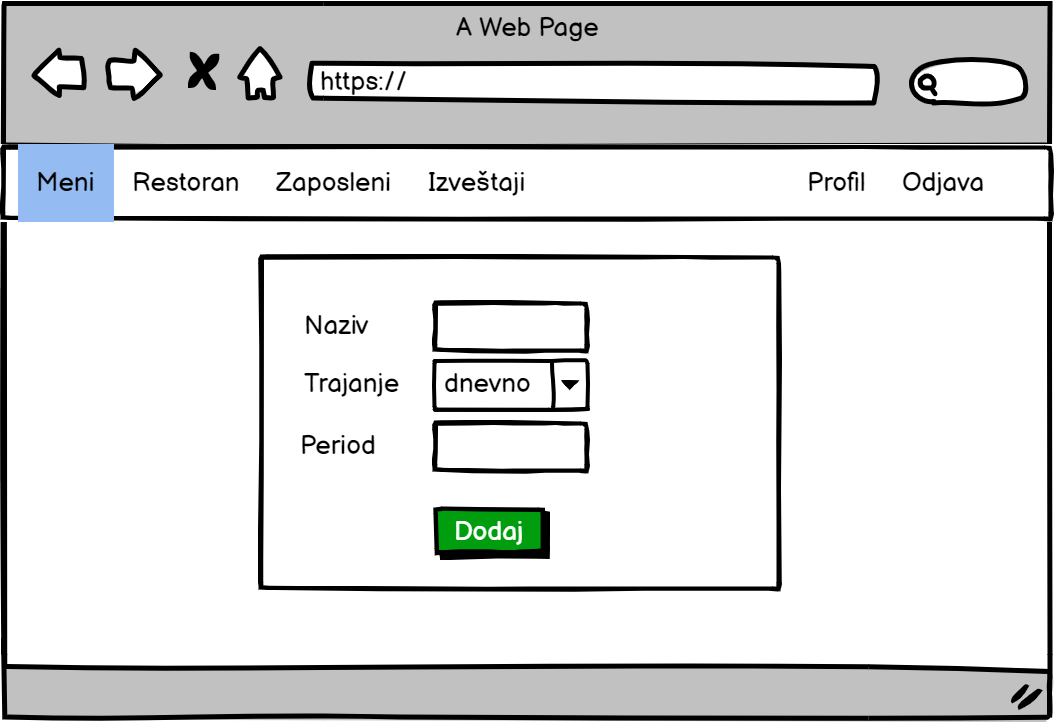 A Web Page
https://
Meni Restoran Zaposleni Izveštaji Profil Odjava
Naziv
Trajanje dnevno
Period
Dodaj